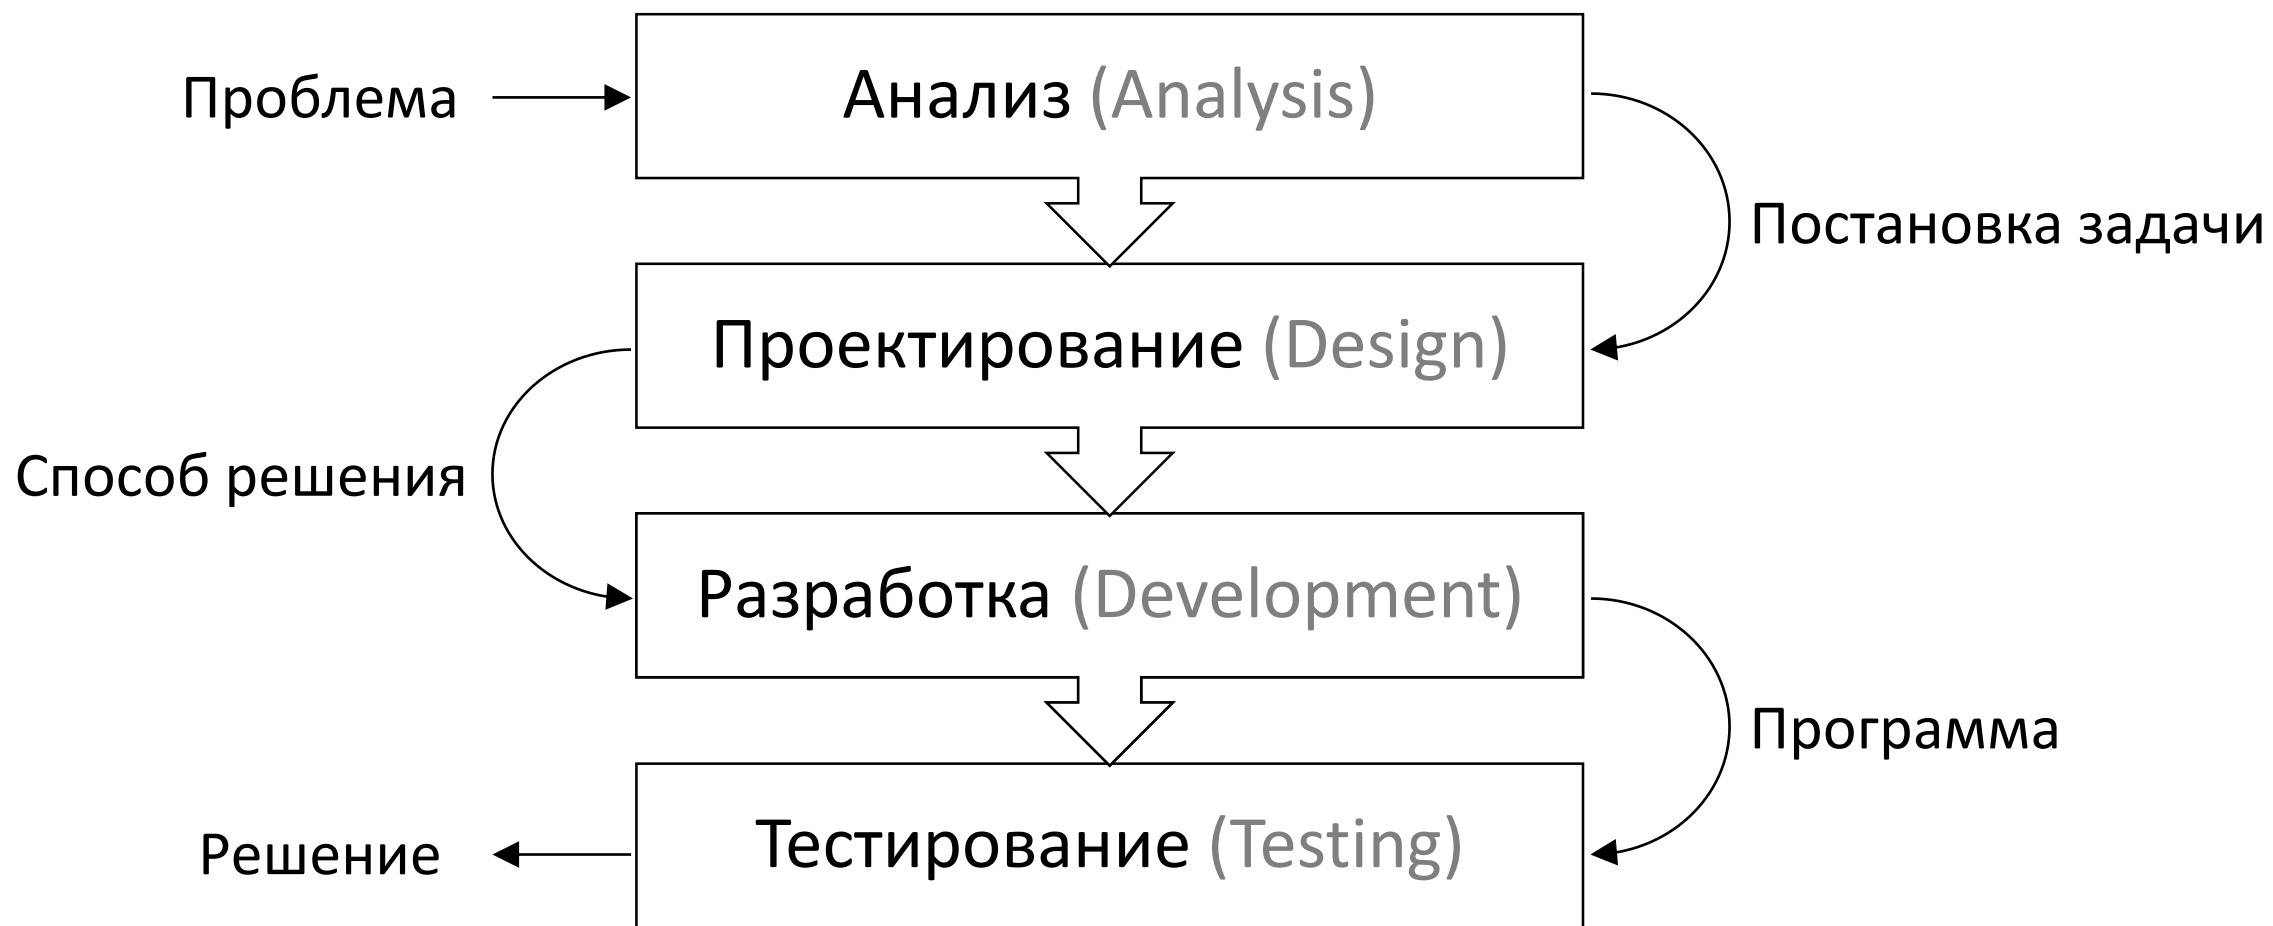 Проблема
Анализ (Analysis)
Постановка задачи
Проектирование (Design)
Способ решения
Разработка (Development)
Программа
Тестирование (Testing)
Решение